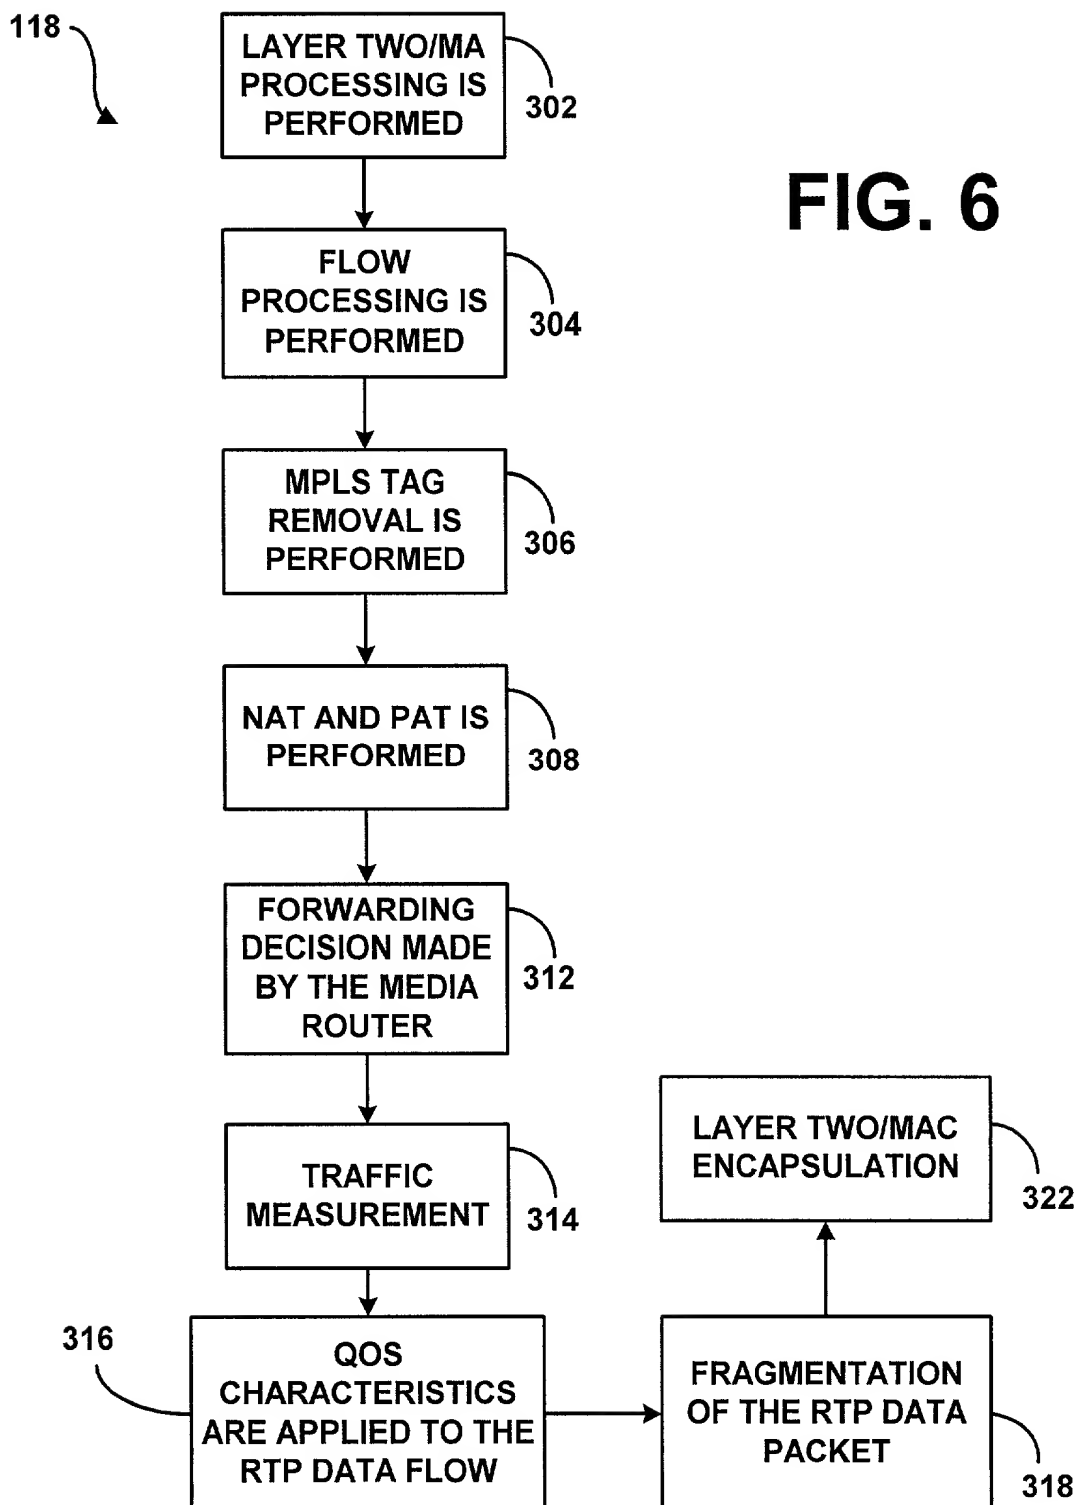 118
LAYER TWO/MA
PROCESSING IS
PERFORMED
302
FIG. 6
FLOW
PROCESSING IS
PERFORMED
304
MPLS TAG
REMOVAL IS
PERFORMED
306
NAT AND PAT IS
PERFORMED
308
FORWARDING
DECISION MADE
BY THE MEDIA
ROUTER
312
TRAFFIC
MEASUREMENT
314
316
QOS
CHARACTERISTICS
ARE APPLIED TO THE
RTP DATA FLOW
FRAGMENTATION
OF THE RTP DATA
PACKET
318
LAYER TWO/MAC
ENCAPSULATION
322